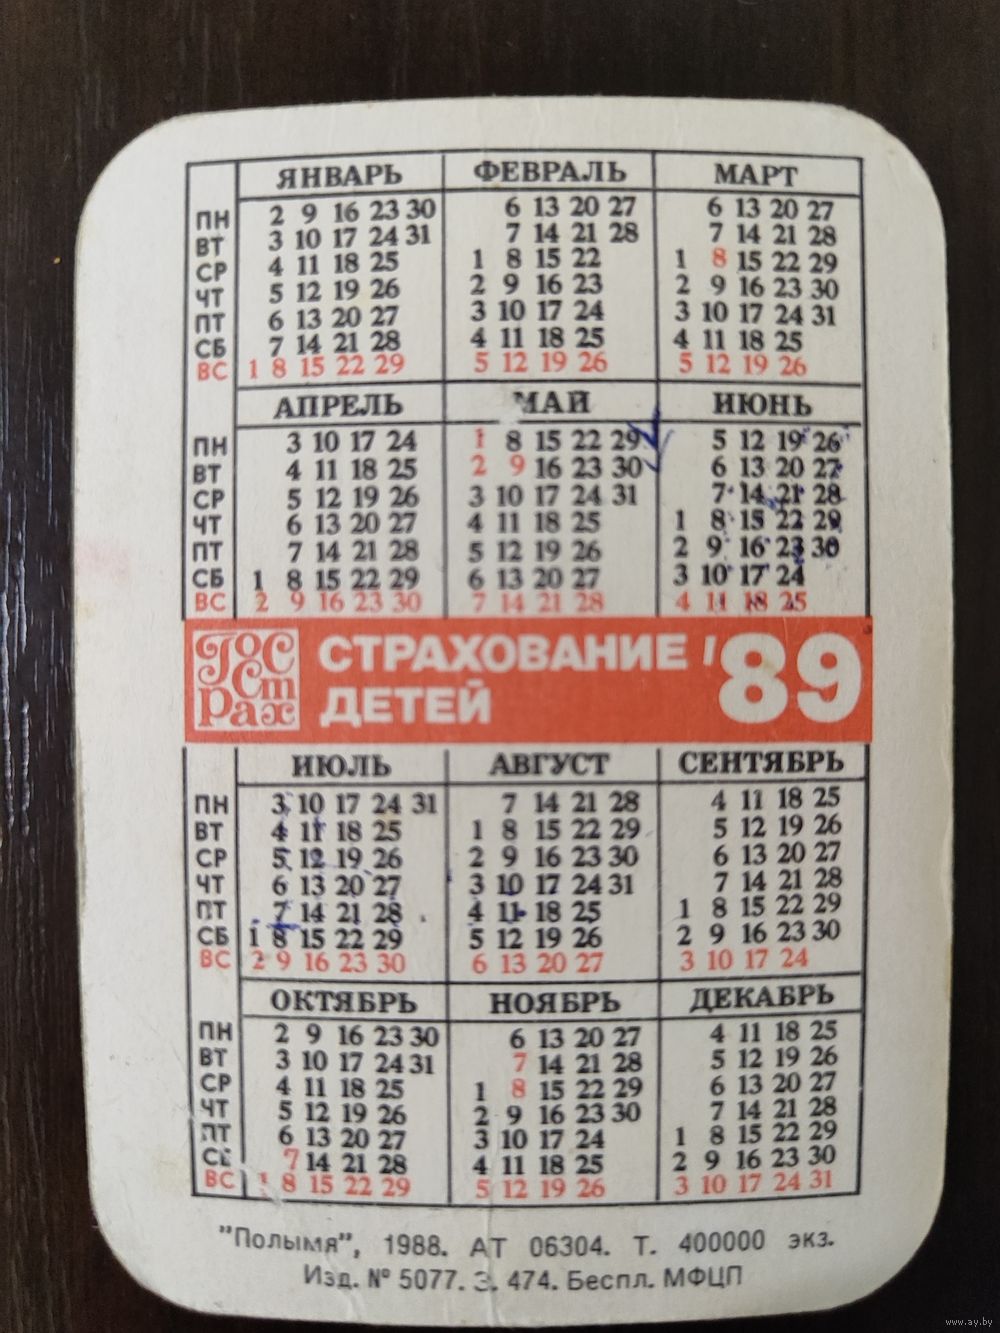 ЯНВАРЬ ФЕВРАЛЬ МАРТ
ПН 2 9 16 23 30 6 13 20 27 6 13 20 27
ВТ 3 10 17 24 31 7 14 21 28 7 14 21 28
СР 4 11 18 25 1 8 15 22 1 8 15 22 29
ЧТ 5 12 19 26 2 9 16 23 2 9 16 23 30
ПТ 6 13 20 27 3 10 17 24 3 10 17 24 31
СБ 7 14 21 28 4 11 18 25 4 11 18 25
ВС 1 8 15 22 29 5 12 19 26 5 12 19 26
АПРЕЛЬ МАЙ ИЮНЬ
ПН 3 10 17 24 1 8 15 22 29 5 12 19 26
ВТ 4 11 18 25 2 9 16 23 30 6 13 20 27
СР 5 12 19 26 3 10 17 24 31 7 14 21 28
ЧТ 6 13 20 27 4 11 18 25 1 8 15 22 29
ПТ 7 14 21 28 5 12 19 26 2 9 16 23 30
СБ 1 8 15 22 29 6 13 20 27 3 10 17 24
ВС 2 9 16 23 30 7 14 21 28 4 11 18 25
ГОССТРАХ
СТРАХОВАНИЕ '89
ДЕТЕЙ
ИЮЛЬ АВГУСТ СЕНТЯБРЬ
ПН 3 10 17 24 31 7 14 21 28 4 11 18 25
ВТ 4 11 18 25 1 8 15 22 29 5 12 19 26
СР 5 12 19 26 2 9 16 23 30 6 13 20 27
ЧТ 6 13 20 27 3 10 17 24 31 7 14 21 28
ПТ 7 14 21 28 4 11 18 25 1 8 15 22 29
СБ 1 8 15 22 29 5 12 19 26 2 9 16 23 30
ВС 2 9 16 23 30 6 13 20 27 3 10 17 24
ОКТЯБРЬ НОЯБРЬ ДЕКАБРЬ
ПН 2 9 16 23 30 6 13 20 27 4 11 18 25
ВТ 3 10 17 24 31 7 14 21 28 5 12 19 26
СР 4 11 18 25 1 8 15 22 29 6 13 20 27
ЧТ 5 12 19 26 2 9 16 23 30 7 14 21 28
ПТ 6 13 20 27 3 10 17 24 1 8 15 22 29
СБ 7 14 21 28 4 11 18 25 2 9 16 23 30
ВС 1 8 15 22 29 5 12 19 26 3 10 17 24 31
"Полымя", 1988. АТ 06304. Т. 400000 экз.
Изд. № 5077. З. 474. Беспл. МФЦП
www.ay.by